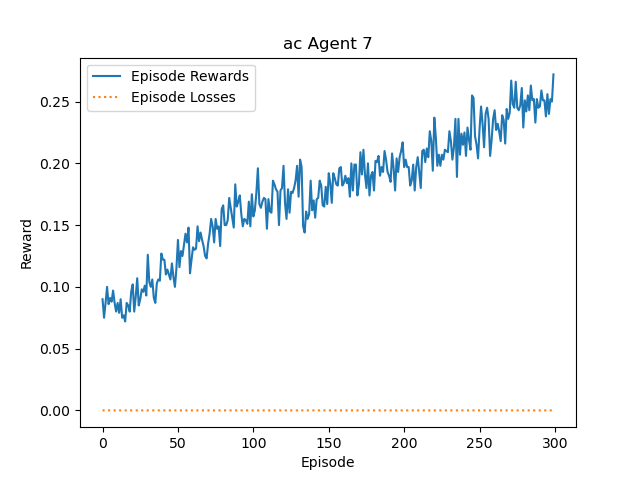 ac Agent 7
Episode Rewards
Episode Losses
0.25
0.20
0.15
0.10
0.05
0.00
Reward
0 50 100 150 200 250 300
Episode